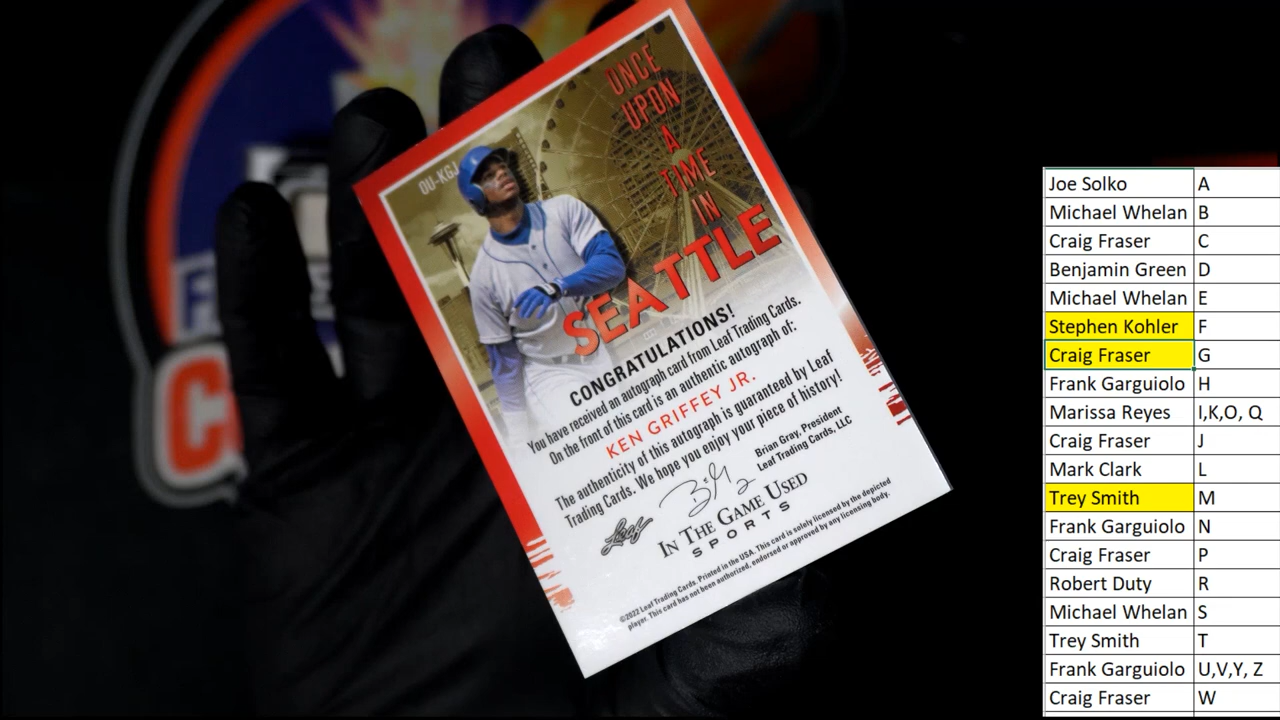 OU-KGJ
ONCE
UPON
A
TIME
IN
SEATTLE
CONGRATULATIONS!
You have received an autograph card from Leaf Trading Cards.
On the front of this card is an authentic autograph of:
KEN GRIFFEY JR.
The authenticity of this autograph is guaranteed by Leaf
Trading Cards. We hope you enjoy your piece of history!
Brian Gray, President
Leaf Trading Cards, LLC
Leaf
IN THE GAME USED
SPORTS
©2022 Leaf Trading Cards. Printed in the USA. This card is solely licensed by the depicted
player. This card has not been authorized, endorsed or approved by any licensing body.
C
Joe Solko A
Michael Whelan B
Craig Fraser C
Benjamin Green D
Michael Whelan E
Stephen Kohler F
Craig Fraser G
Frank Garguiolo H
Marissa Reyes I,K,O, Q
Craig Fraser J
Mark Clark L
Trey Smith M
Frank Garguiolo N
Craig Fraser P
Robert Duty R
Michael Whelan S
Trey Smith T
Frank Garguiolo U,V,Y, Z
Craig Fraser W